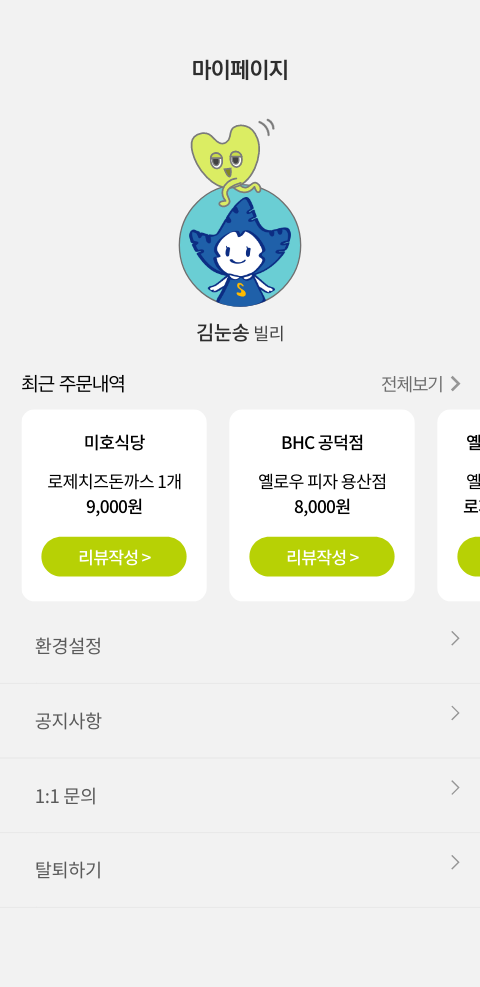 마이페이지
김눈송 빌리
최근 주문내역 전체보기
미호식당
로제치즈돈까스 1개
9,000원
리뷰작성 >
BHC 공덕점
옐로우 피자 용산점
8,000원
리뷰작성 >
환경설정
공지사항
1:1 문의
탈퇴하기